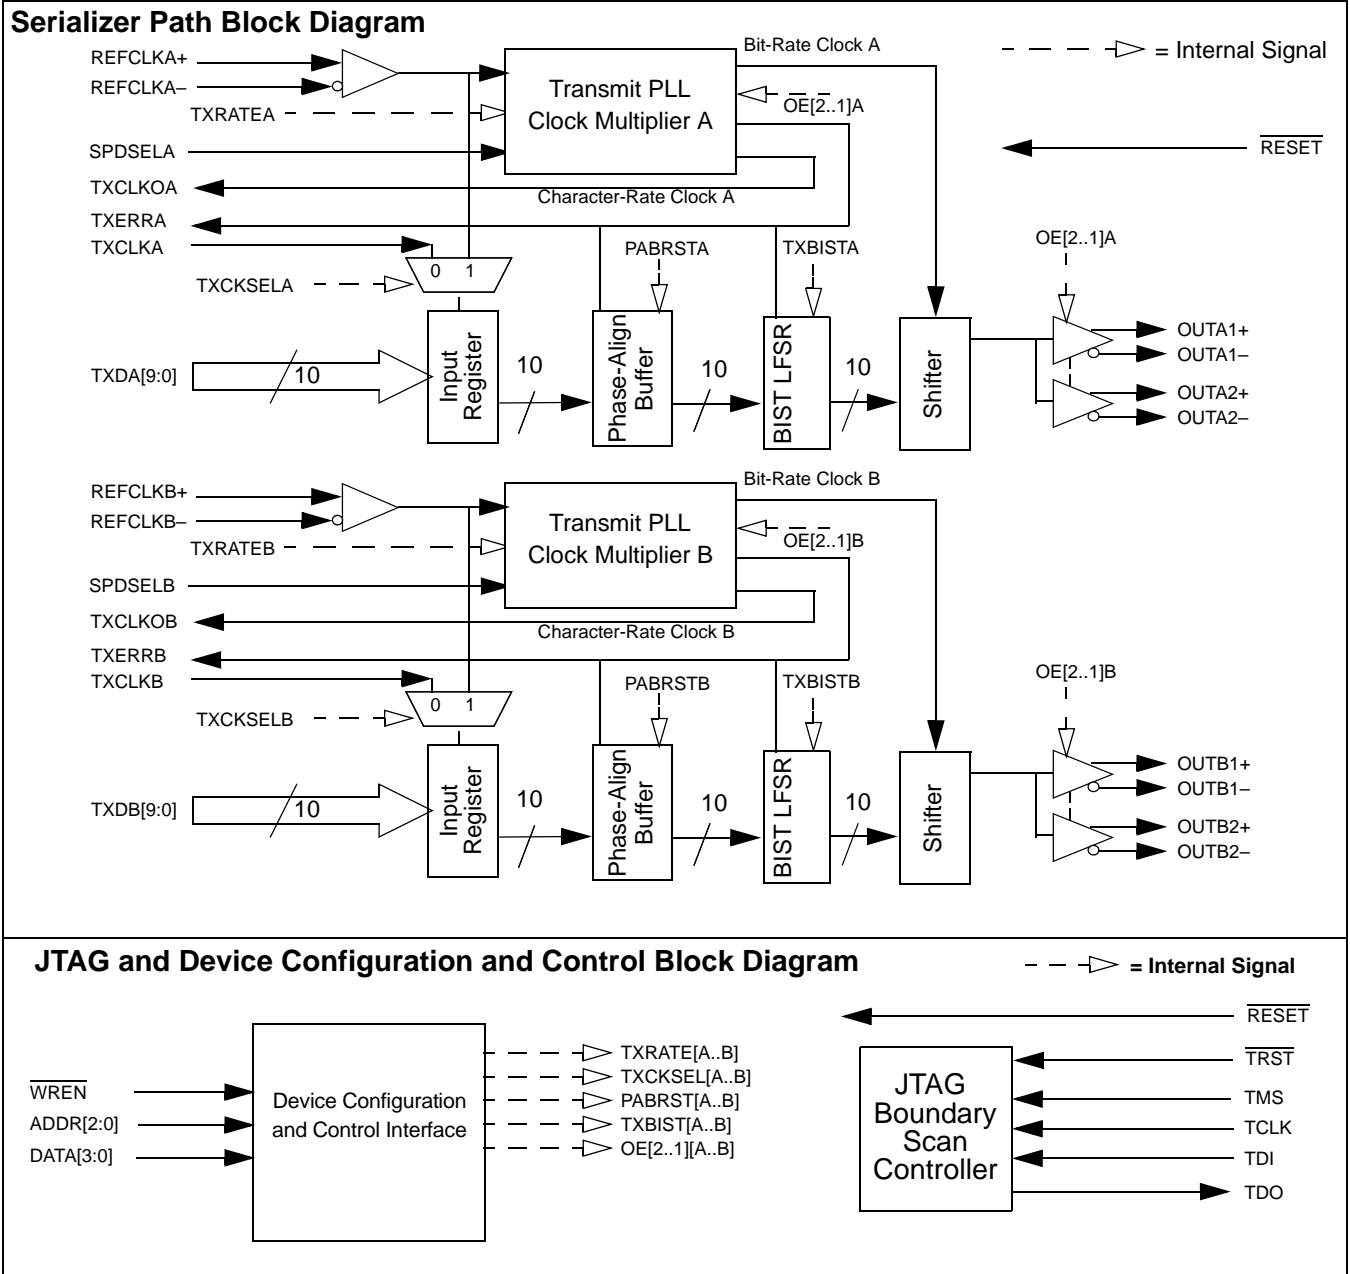 Serializer Path Block Diagram
= Internal Signal
RESET
REFCLKA+
REFCLKA–
TXRATEA
SPDSELA
TXCLKOA
TXERRA
TXCLKA
TXCKSELA
TXDA[9:0]
10
Transmit PLL
Clock Multiplier A
Bit-Rate Clock A
OE[2..1]A
Character-Rate Clock A
0 1
Input
Register
10
PABRSTA
Phase-Align
Buffer
10
TXBISTA
BIST LFSR
10
Shifter
OE[2..1]A
OUTA1+
OUTA1–
OUTA2+
OUTA2–
REFCLKB+
REFCLKB–
TXRATEB
SPDSELB
TXCLKOB
TXERRB
TXCLKB
TXCKSELB
TXDB[9:0]
10
Transmit PLL
Clock Multiplier B
Bit-Rate Clock B
OE[2..1]B
Character-Rate Clock B
0 1
Input
Register
10
PABRSTB
Phase-Align
Buffer
10
TXBISTB
BIST LFSR
10
Shifter
OE[2..1]B
OUTB1+
OUTB1–
OUTB2+
OUTB2–
JTAG and Device Configuration and Control Block Diagram
= Internal Signal
WREN
ADDR[2:0]
DATA[3:0]
Device Configuration
and Control Interface
TXRATE[A..B]
TXCKSEL[A..B]
PABRST[A..B]
TXBIST[A..B]
OE[2..1][A..B]
RESET
JTAG
Boundary
Scan
Controller
TRST
TMS
TCLK
TDI
TDO